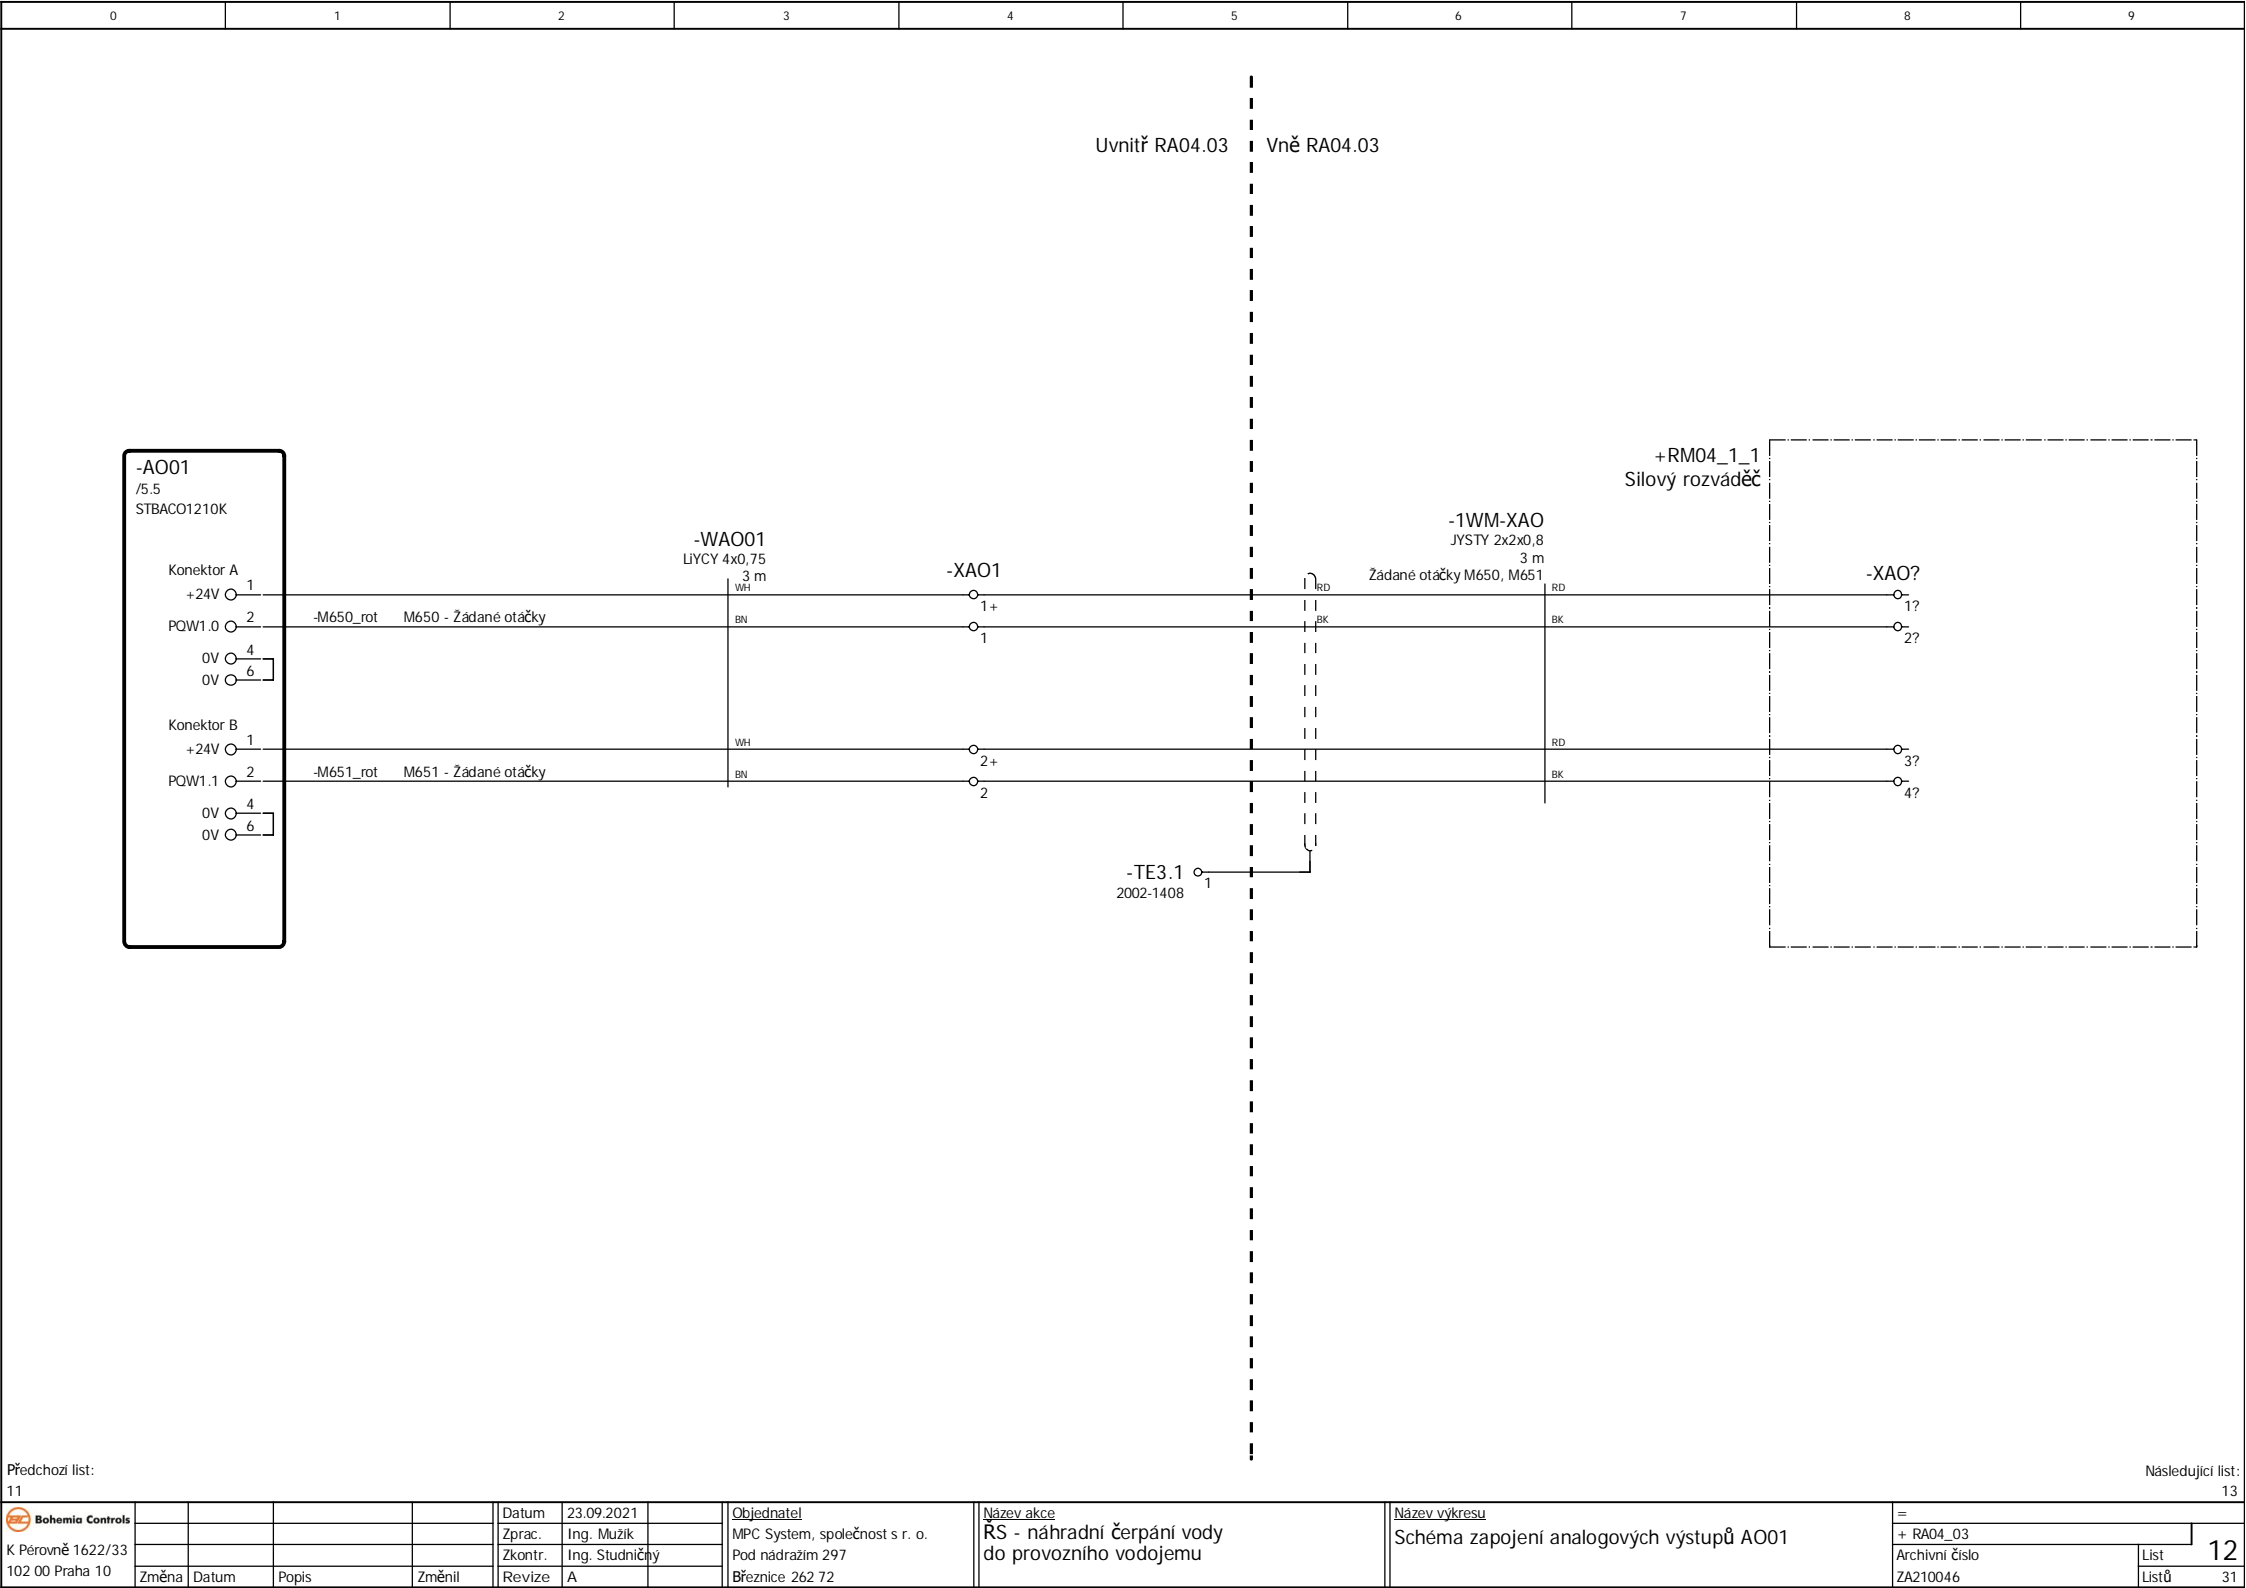 0 1 2 3 4 5 6 7 8 9
Uvnitř RA04.03 Vně RA04.03
-AO01
/5.5
STBACO1210K
Konektor A
+24V 1
PQW1.0 2
0V 4
0V 6
Konektor B
+24V 1
PQW1.1 2
0V 4
0V 6
-M650_rot M650 - Žádané otáčky
-M651_rot M651 - Žádané otáčky
-WAO01
LiYCY 4x0,75
3 m
WH
BN
WH
BN
-XAO1
1+
1
2+
2
RD
BK
-TE3.1
2002-1408
1
-1WM-XAO
JYSTY 2x2x0,8
3 m
Žádané otáčky M650, M651
RD
BK
RD
BK
+RM04_1_1
Silový rozváděč
-XAO?
1?
2?
3?
4?
Předchozí list:
11
Následující list:
13
Bohemia Controls
K Pérovně 1622/33
102 00 Praha 10
Změna Datum Popis Změnil
Datum 23.09.2021
Zprac. Ing. Mužík
Zkontr. Ing. Studničný
Revize A
Objednatel
MPC System, společnost s r. o.
Pod nádražím 297
Březnice 262 72
Název akce
ŘS - náhradní čerpání vody
do provozního vodojemu
Název výkresu
Schéma zapojení analogových výstupů AO01
=
+ RA04_03
Archivní číslo
ZA210046
List 12
Listů 31